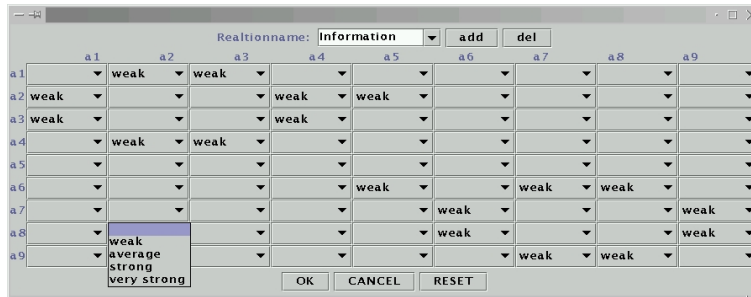 Realtionname: Information add del
a1 a2 a3 a4 a5 a6 a7 a8 a9
a1 weak weak
a2 weak weak weak
a3 weak weak
a4 weak weak
a5
a6 weak weak weak
a7 weak weak
a8 weak weak
weak
average
strong
very strong
a9 weak weak
OK CANCEL RESET